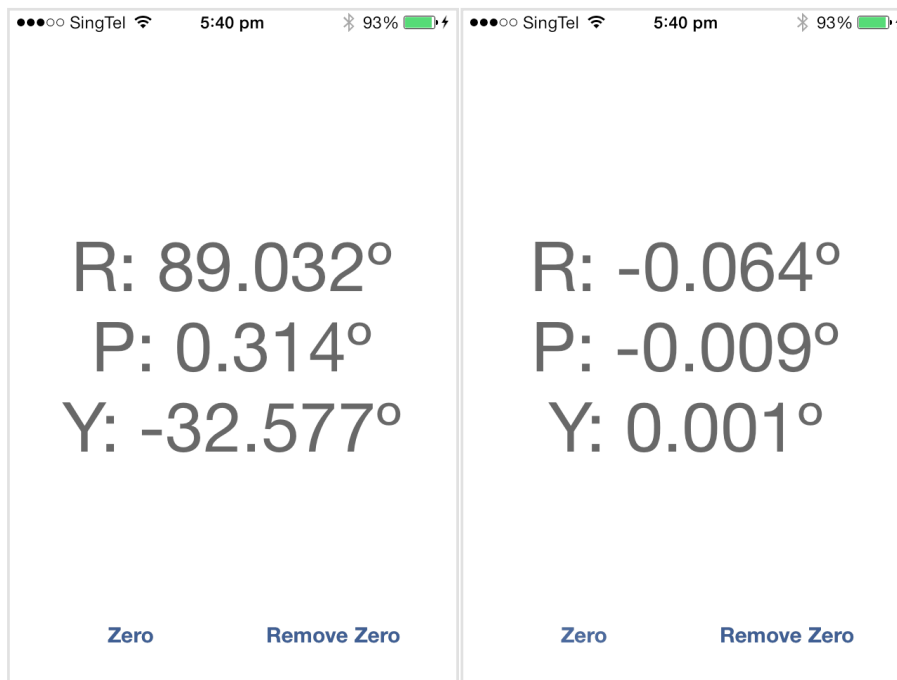 SingTel 5:40 pm 93%
R: 89.032º
P: 0.314º
Y: -32.577º
Zero Remove Zero
SingTel 5:40 pm 93%
R: -0.064º
P: -0.009º
Y: 0.001º
Zero Remove Zero